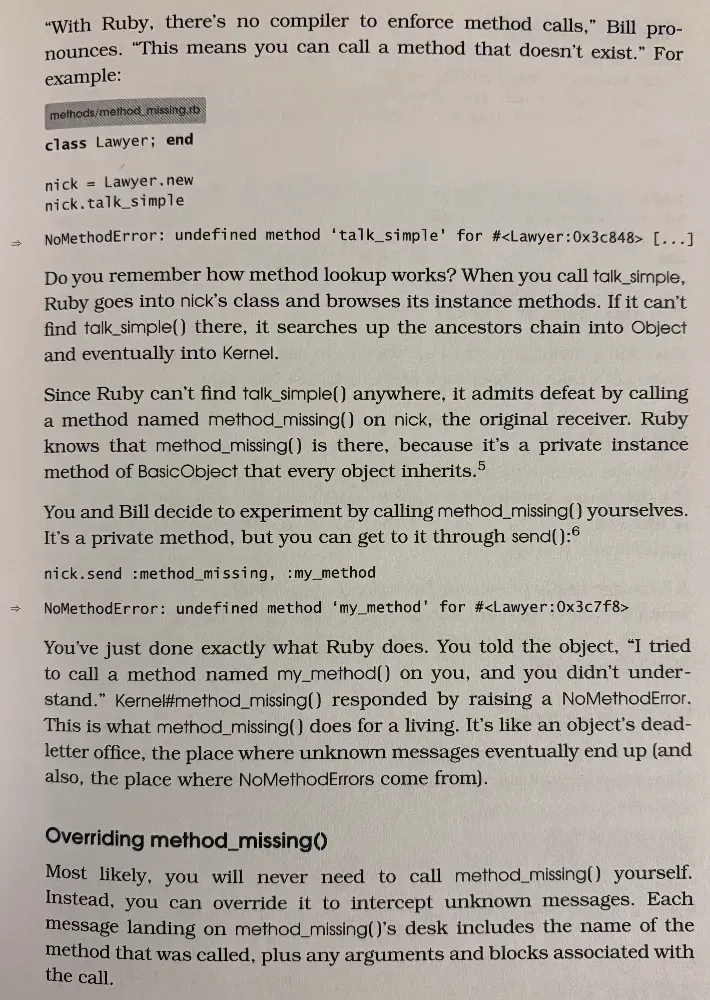 “With Ruby, there’s no compiler to enforce method calls,” Bill pro-
nounces. “This means you can call a method that doesn’t exist.” For
example:
methods/method_missing.rb
class Lawyer; end
nick = Lawyer.new
nick.talk_simple
⇒ NoMethodError: undefined method ‘talk_simple' for #<Lawyer:0x3c848> [...]
Do you remember how method lookup works? When you call talk_simple,
Ruby goes into nick’s class and browses its instance methods. If it can’t
find talk_simple() there, it searches up the ancestors chain into Object
and eventually into Kernel.
Since Ruby can’t find talk_simple() anywhere, it admits defeat by calling
a method named method_missing() on nick, the original receiver. Ruby
knows that method_missing() is there, because it’s a private instance
method of BasicObject that every object inherits.5
You and Bill decide to experiment by calling method_missing() yourselves.
It’s a private method, but you can get to it through send():6
nick.send :method_missing, :my_method
⇒ NoMethodError: undefined method ‘my_method' for #<Lawyer:0x3c7f8>
You’ve just done exactly what Ruby does. You told the object, “I tried
to call a method named my_method() on you, and you didn’t under-
stand.” Kernel#method_missing() responded by raising a NoMethodError.
This is what method_missing() does for a living. It’s like an object’s dead-
letter office, the place where unknown messages eventually end up (and
also, the place where NoMethodErrors come from).
Overriding method_missing()
Most likely, you will never need to call method_missing() yourself.
Instead, you can override it to intercept unknown messages. Each
message landing on method_missing()’s desk includes the name of the
method that was called, plus any arguments and blocks associated with
the call.